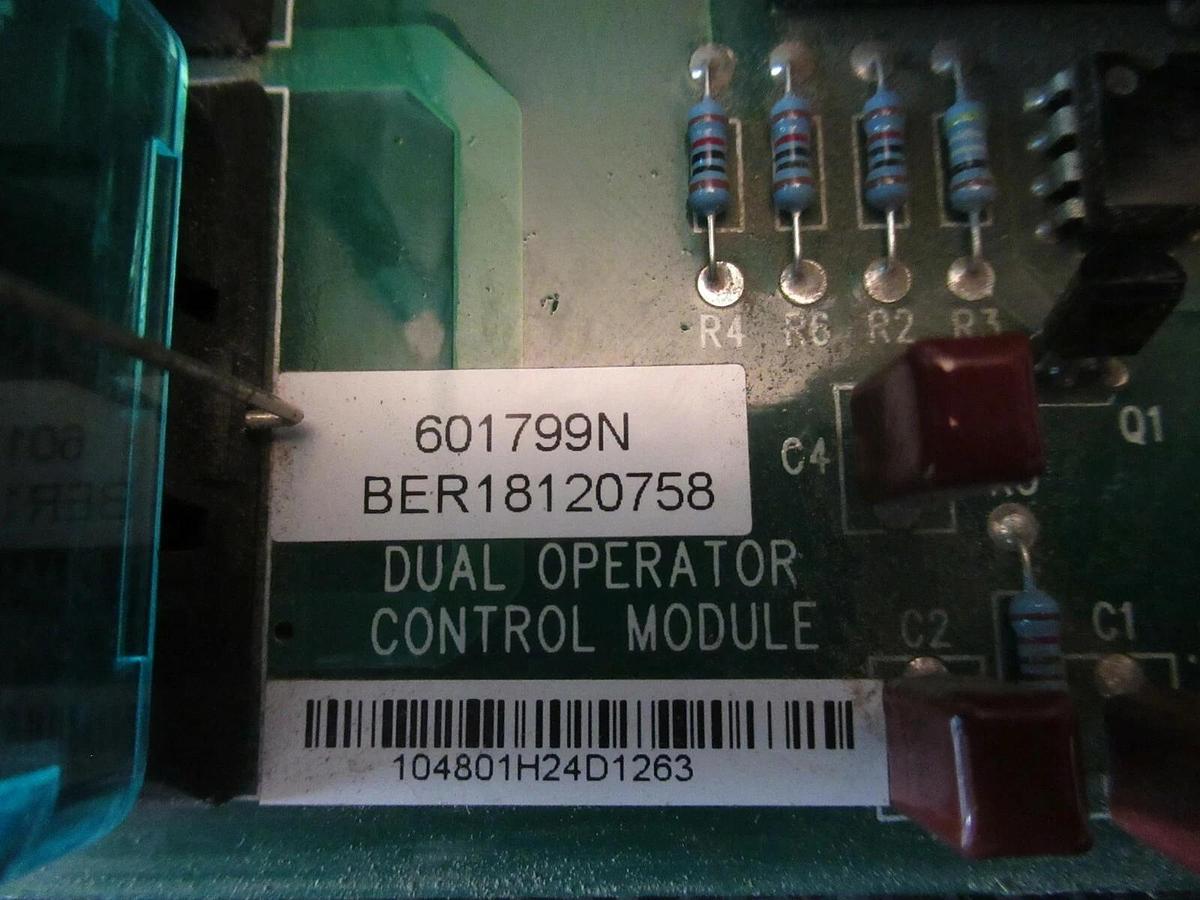 R4 R6 R2 R3
601799N
BER18120758
C4
Q1
DUAL OPERATOR
CONTROL MODULE
C2
C1
104801H24D1263